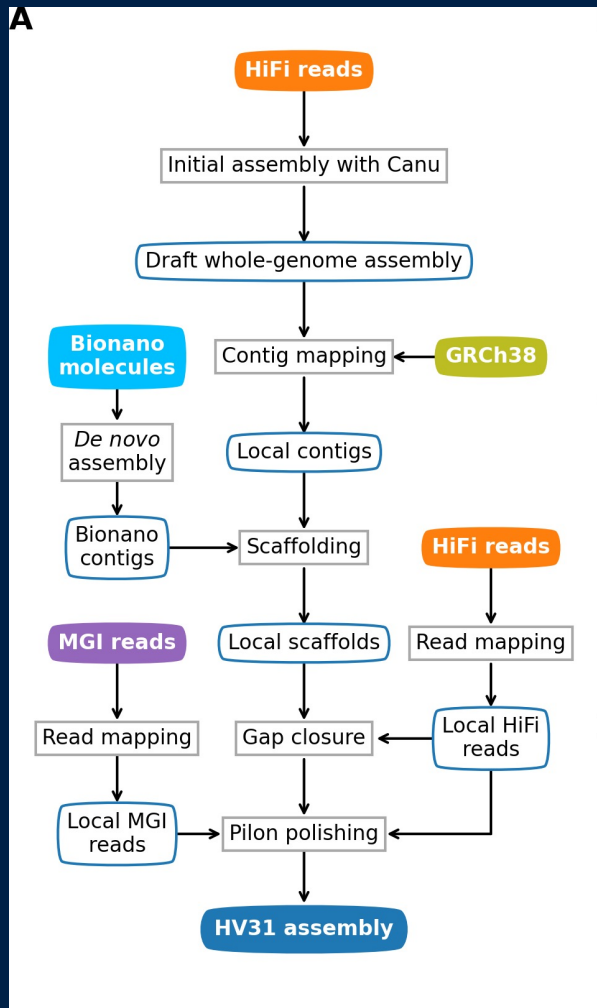 A
HiFi reads
Initial assembly with Canu
Draft whole-genome assembly
Bionano
molecules
Contig mapping
GRCh38
De novo
assembly
Local contigs
Bionano
contigs
Scaffolding
HiFi reads
MGI reads
Local scaffolds
Read mapping
Read mapping
Gap closure
Local HiFi
reads
Local MGI
reads
Pilon polishing
HV31 assembly